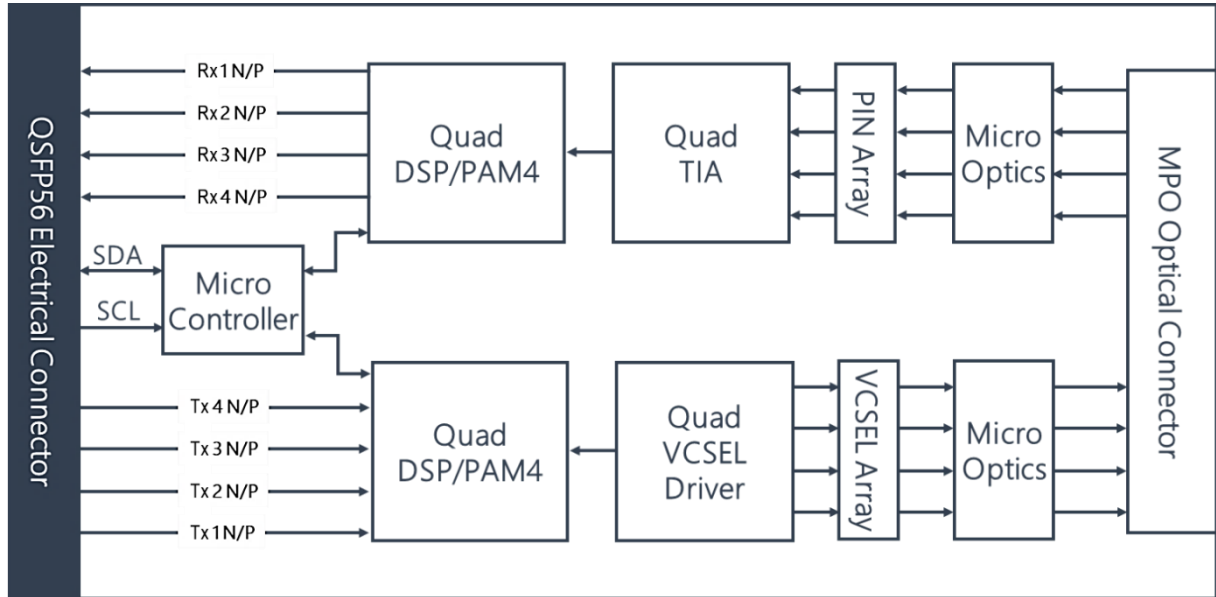 QSFP56 Electrical Connector
Rx1 N/P
Rx2 N/P
Rx3 N/P
Rx4 N/P
Quad
DSP/PAM4
Quad
TIA
PIN Array
Micro
Optics
MPO Optical Connector
SDA
SCL
Micro
Controller
Tx4 N/P
Tx3 N/P
Tx2 N/P
Tx1 N/P
Quad
DSP/PAM4
Quad
VCSEL
Driver
VCSEL Array
Micro
Optics